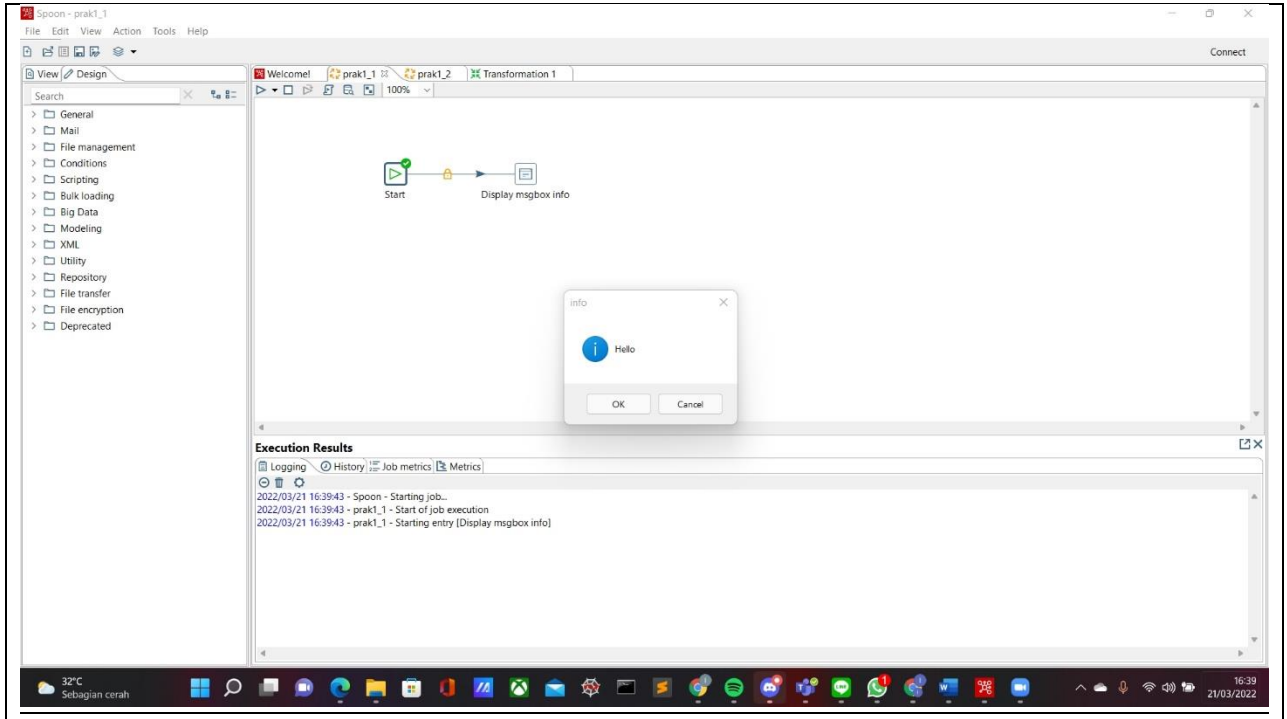 Spoon - prak1_1
File Edit View Action Tools Help
Connect
View Design
Search
General
Mail
File management
Conditions
Scripting
Bulk loading
Big Data
Modeling
XML
Utility
Repository
File transfer
File encryption
Deprecated
Welcome! prak1_1 prak1_2 Transformation 1
100%
Start Display msgbox info
info
Hello
OK Cancel
Execution Results
Logging History Job metrics Metrics
2022/03/21 16:39:43 - Spoon - Starting job...
2022/03/21 16:39:43 - prak1_1 - Start of job execution
2022/03/21 16:39:43 - prak1_1 - Starting entry [Display msgbox info]
32°C
Sebagian cerah
16:39
21/03/2022